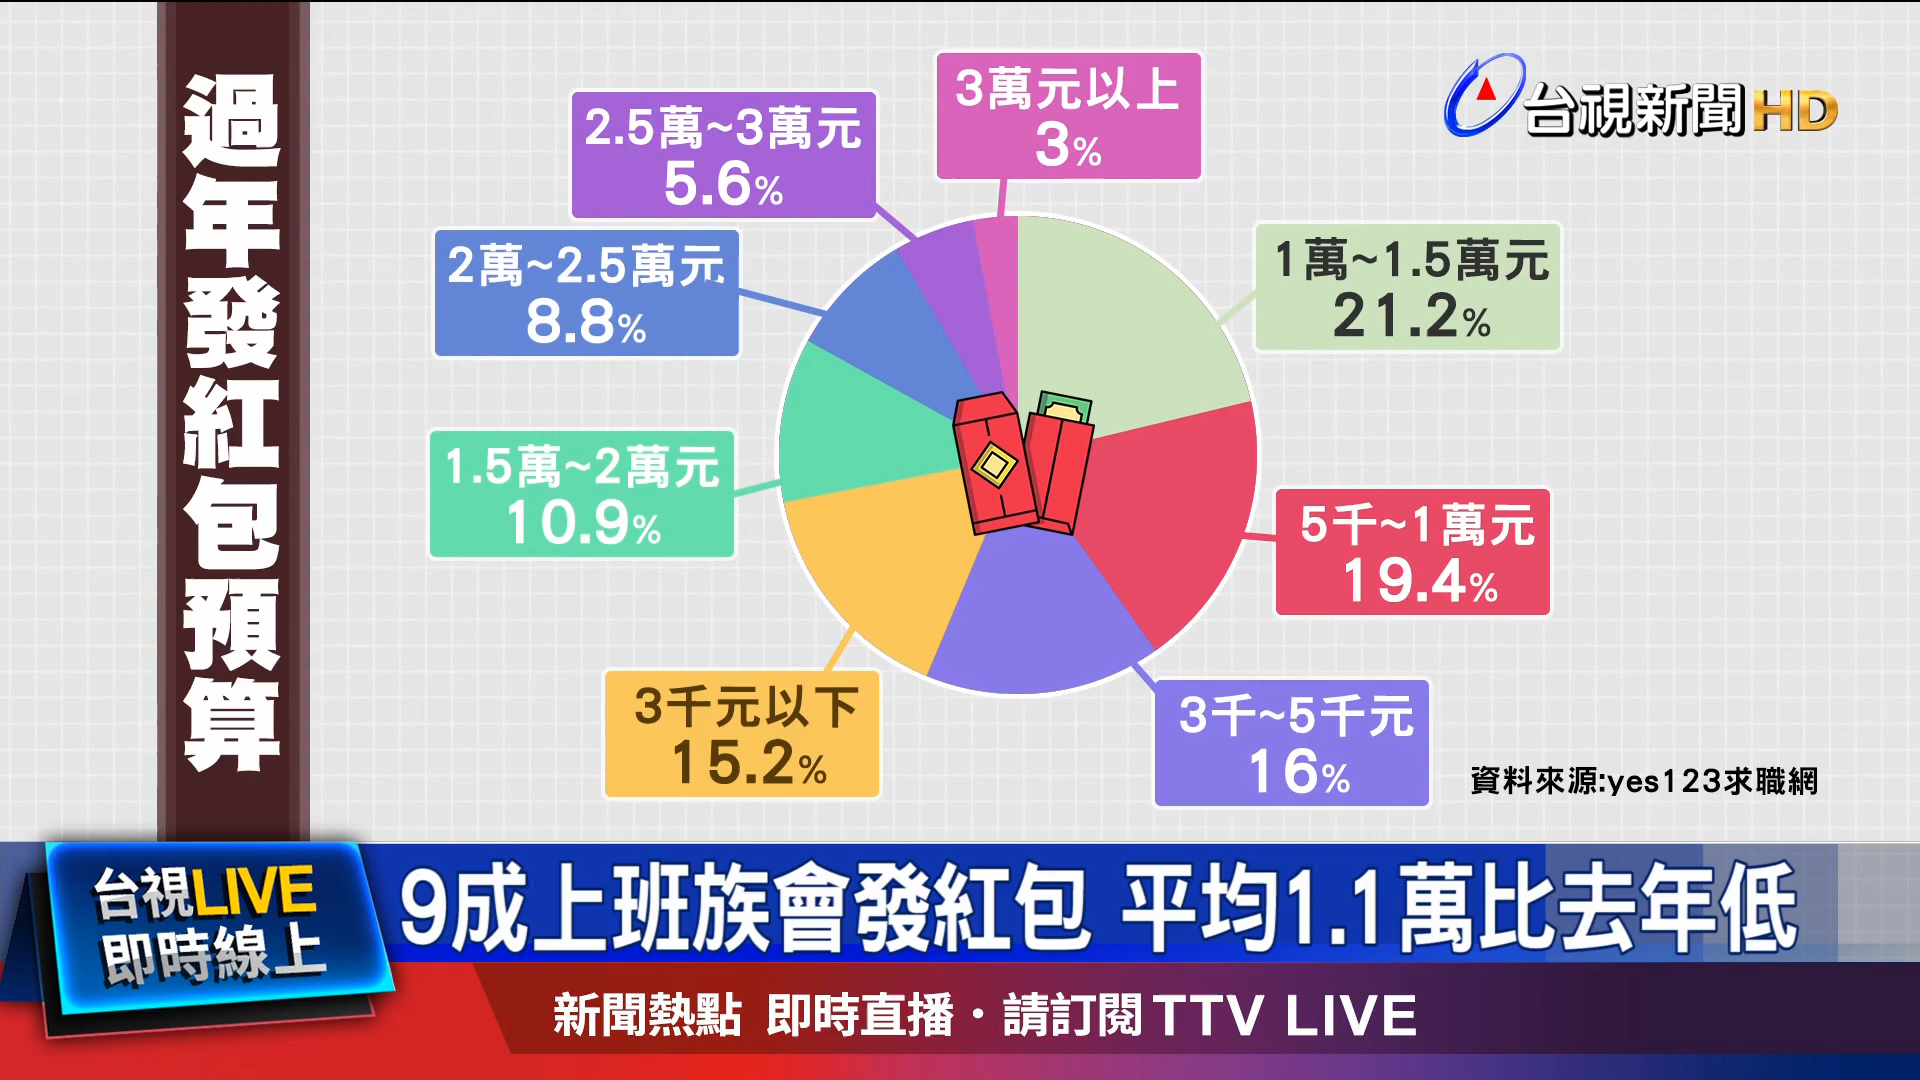 過年發紅包預算
台視新聞HD
3萬元以上
3%
2.5萬~3萬元
5.6%
2萬~2.5萬元
8.8%
1萬~1.5萬元
21.2%
1.5萬~2萬元
10.9%
5千~1萬元
19.4%
3千元以下
15.2%
3千~5千元
16%
資料來源:yes123求職網
台視LIVE
即時線上
9成上班族會發紅包 平均1.1萬比去年低
新聞熱點 即時直播・請訂閱TTV LIVE